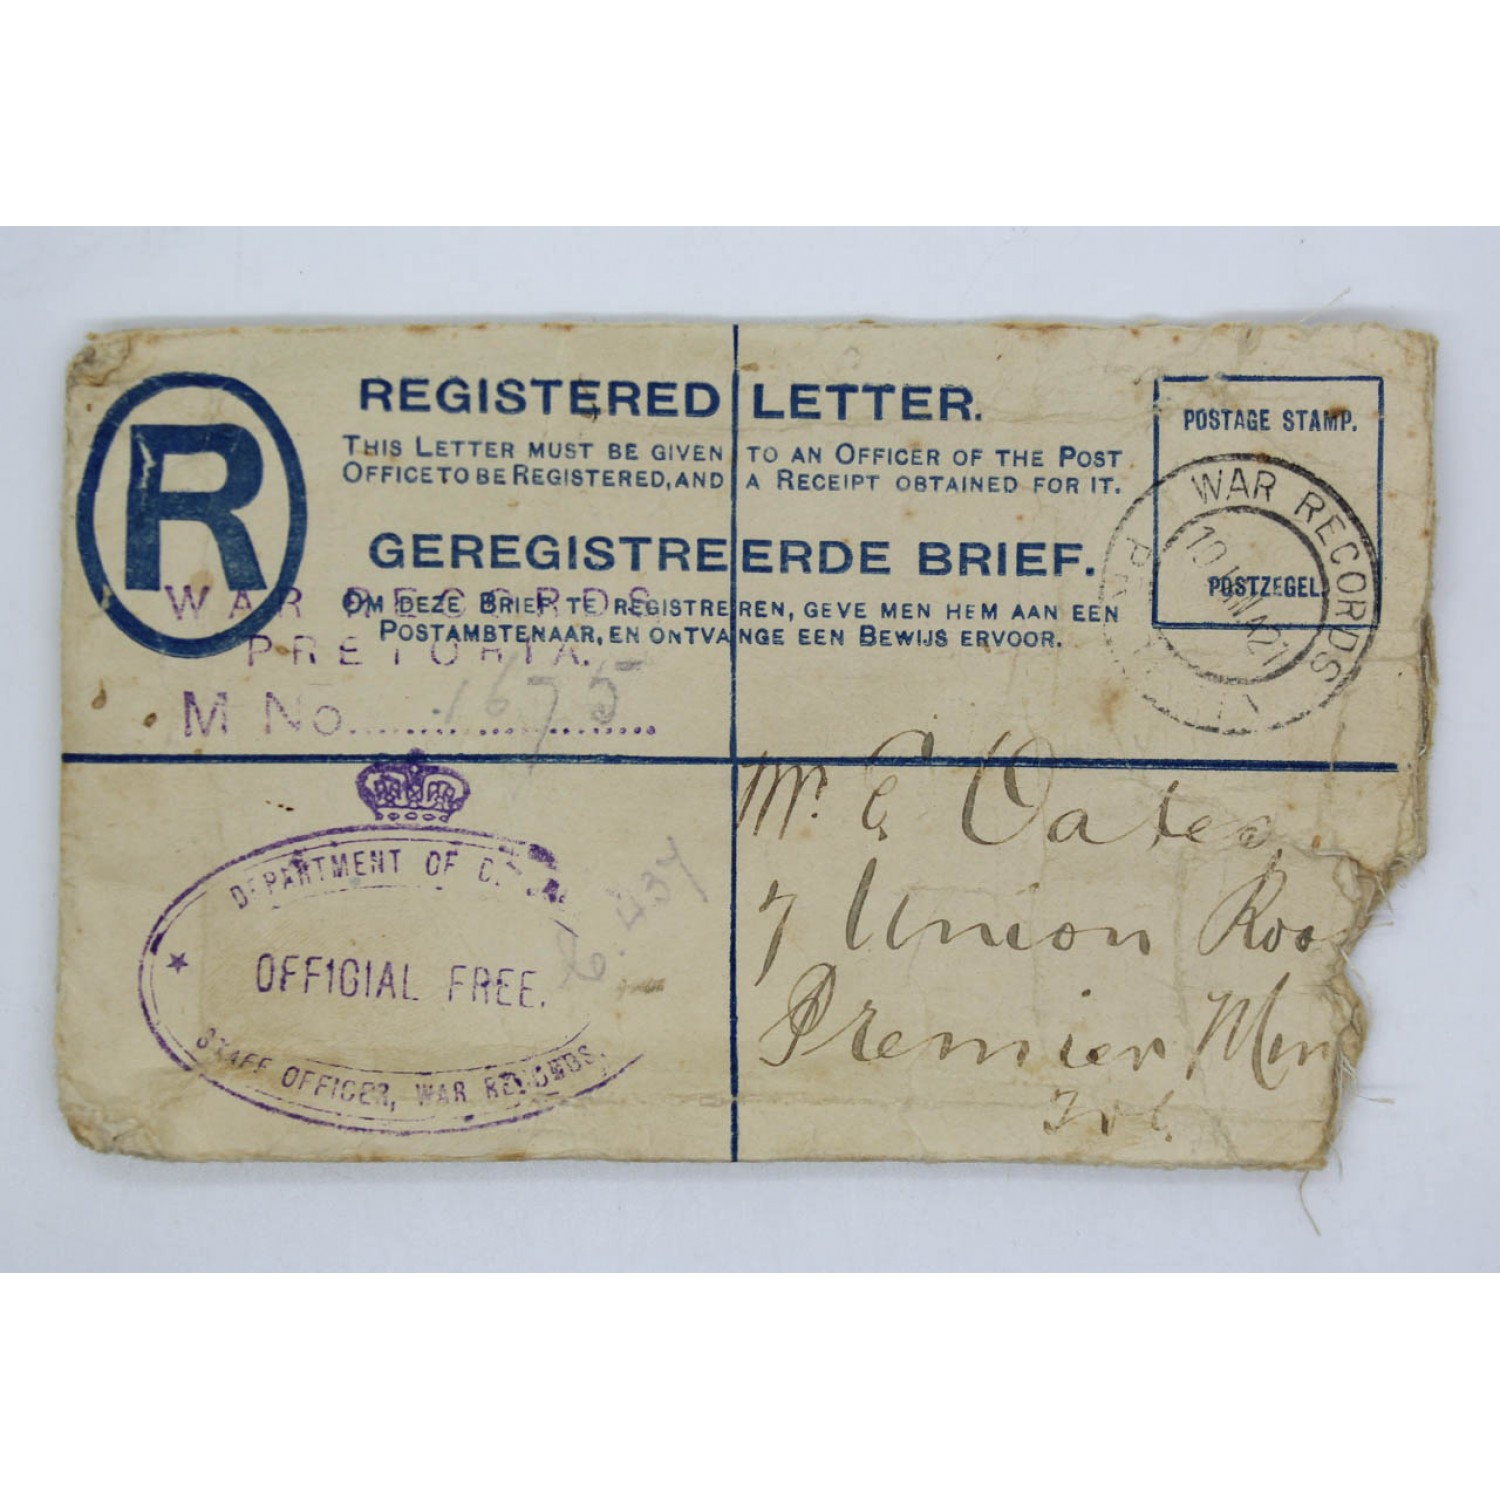 R
REGISTERED LETTER.
THIS LETTER MUST BE GIVEN TO AN OFFICER OF THE POST
OFFICE TO BE REGISTERED, AND A RECEIPT OBTAINED FOR IT.
GEREGISTREERDE BRIEF.
OM DEZE BRIEF TE REGISTREREN, GEVE MEN HEM AAN EEN
POSTAMBTENAAR, EN ONTVANGE EEN BEWIJS ERVOOR.
POSTAGE STAMP.
POSTZEGEL
WAR RECORDS
WAR RECORDS
PRETORIA.
M No. 1675
DEPARTMENT OF
OFFICIAL FREE.
STAFF OFFICER, WAR RECORDS.
Mr. E Oates
7 Union Roa
Premier Min
Tvl.